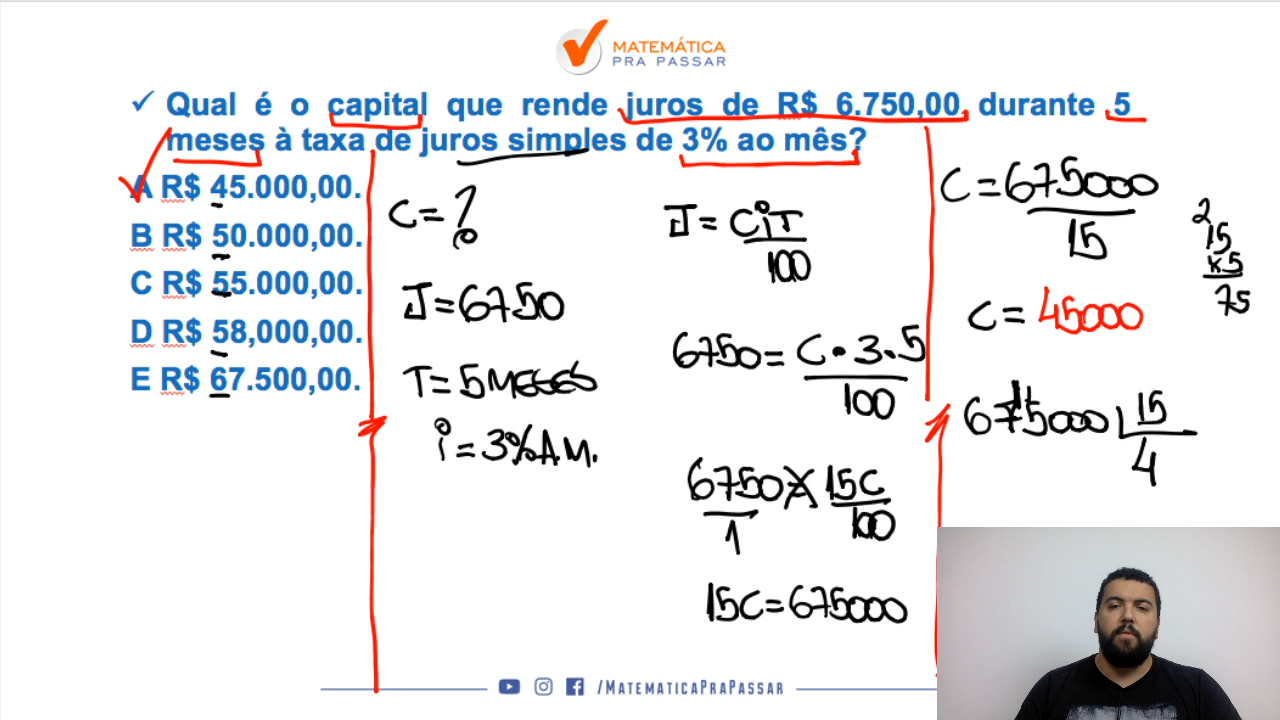 MATEMÁTICA
PRA PASSAR
✓ Qual é o capital que rende juros de R$ 6.750,00, durante 5
meses à taxa de juros simples de 3% ao mês?
A R$ 45.000,00.
B R$ 50.000,00.
C R$ 55.000,00.
D R$ 58,000,00.
E R$ 67.500,00.
C = ?
J = 6750
T = 5 MESES
i = 3% A.M.
J = CiT
100
6750 = C • 3 • 5
100
6750 15C
1 100
15C = 675000
C = 675000
15
C = 45000
675000 15
4
2
15
x5
75
/MATEMATICAPRAPASSAR